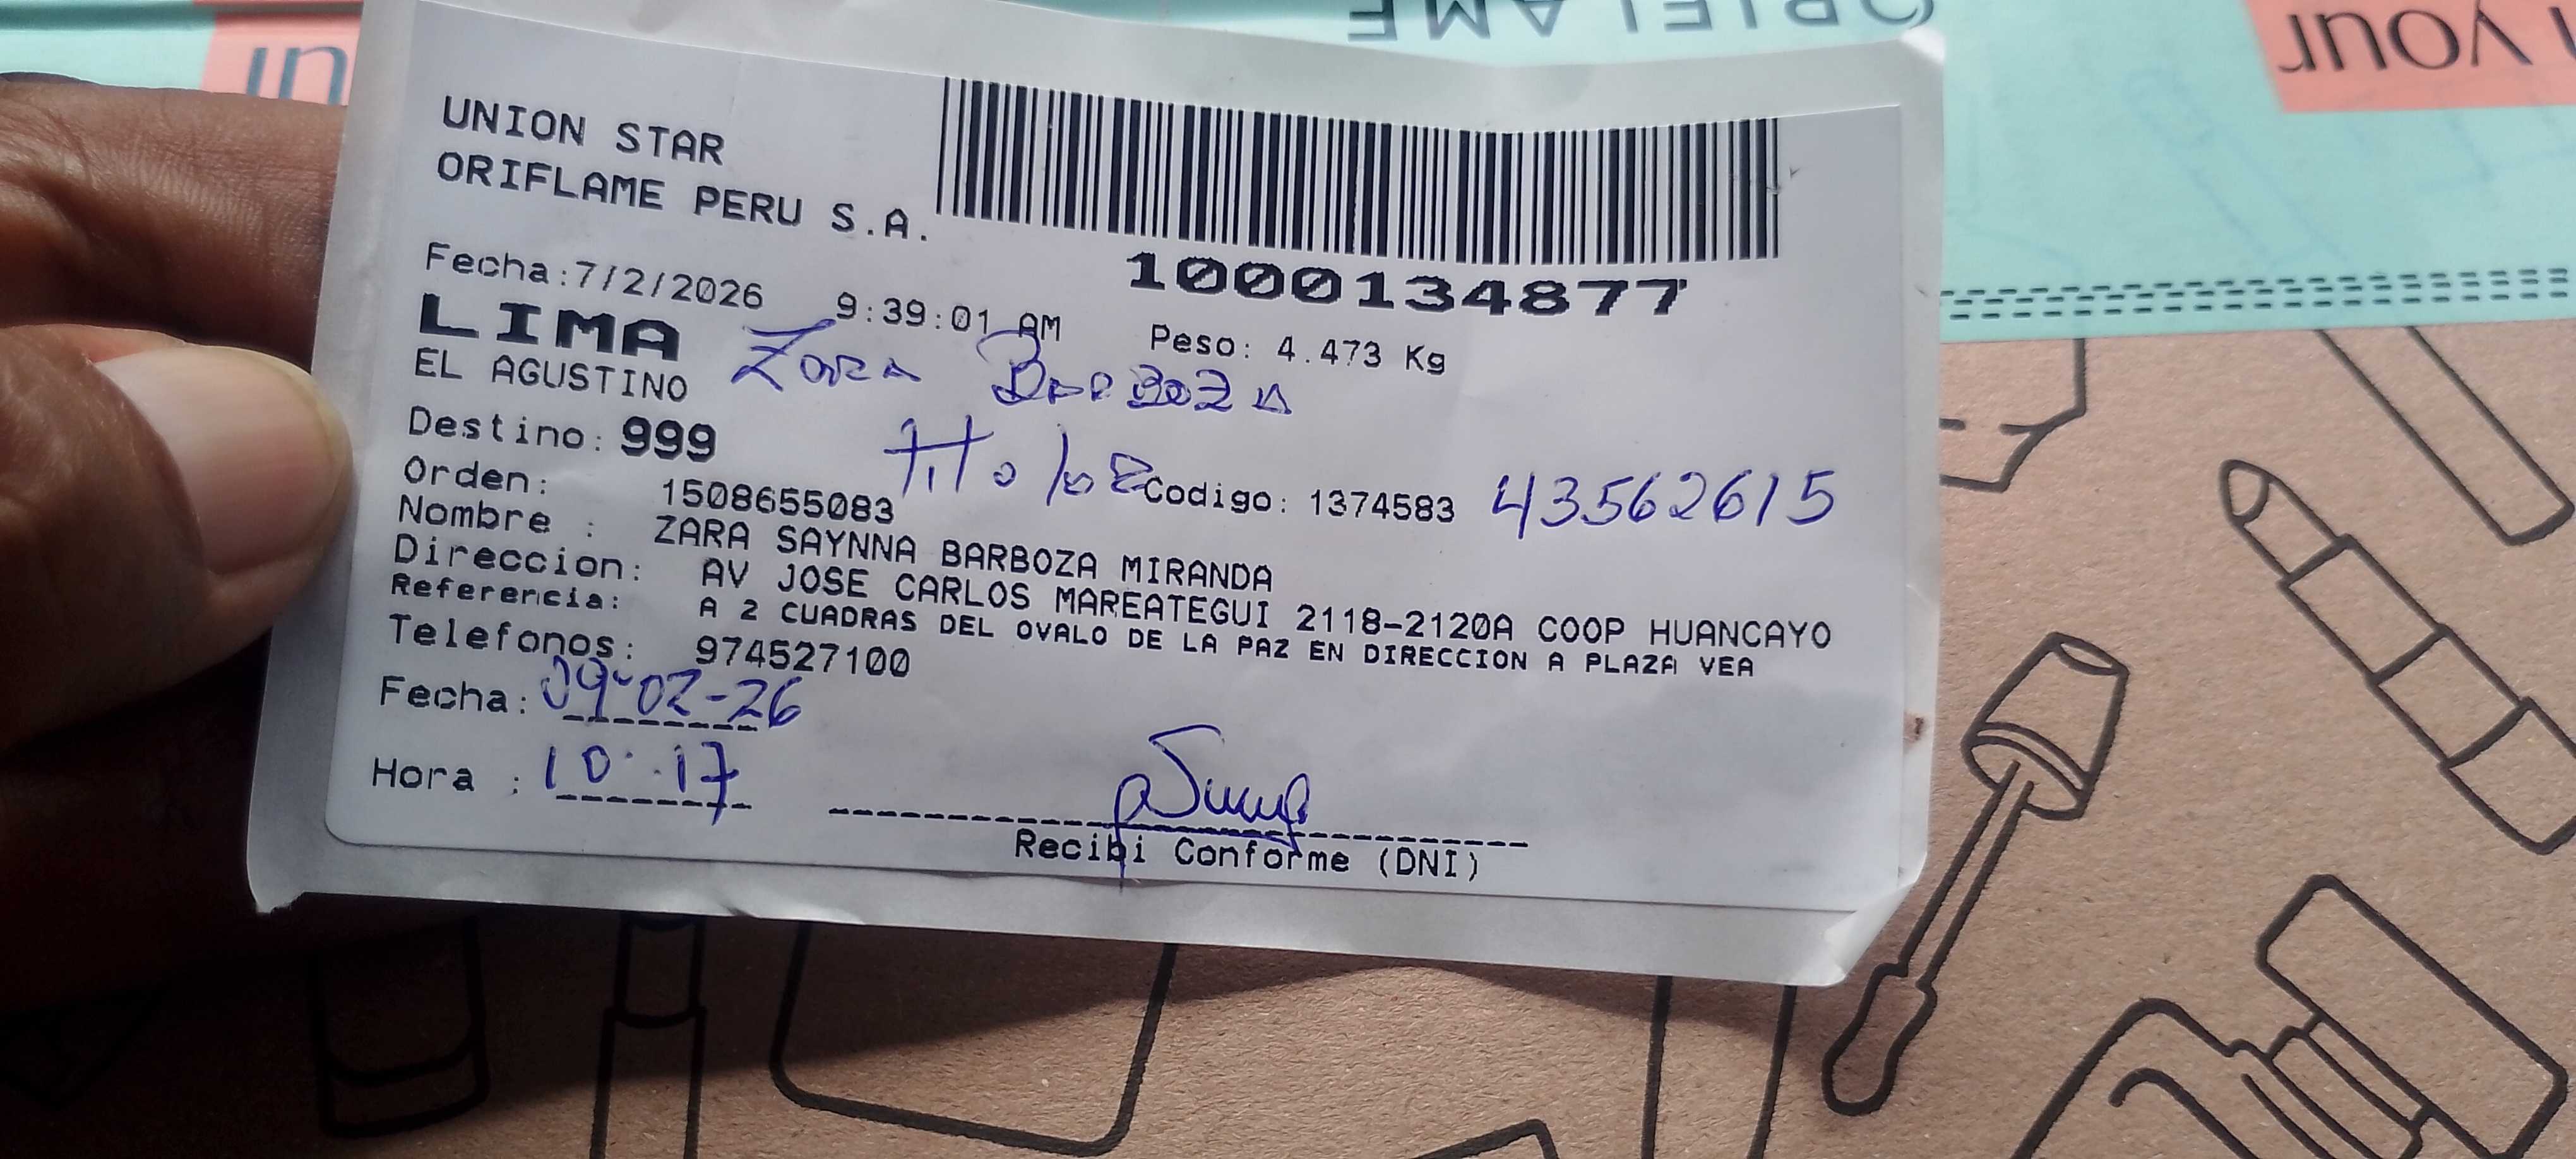 ORIFLAME
your
UNION STAR
ORIFLAME PERU S.A.
1000134877
Fecha:7/2/2026 9:39:01 AM Peso: 4.473 Kg
LIMA
EL AGUSTINO
Zara BARBOZA
Destino: 999
titolar
Orden: 1508655083 Codigo: 1374583 43562615
Nombre : ZARA SAYNNA BARBOZA MIRANDA
Direccion: AV JOSE CARLOS MAREATEGUI 2118-2120A COOP HUANCAYO
Referencia: A 2 CUADRAS DEL OVALO DE LA PAZ EN DIRECCION A PLAZA VEA
Telefonos: 974527100
Fecha: 09-02-26
Hora : 10:17
Recibi Conforme (DNI)